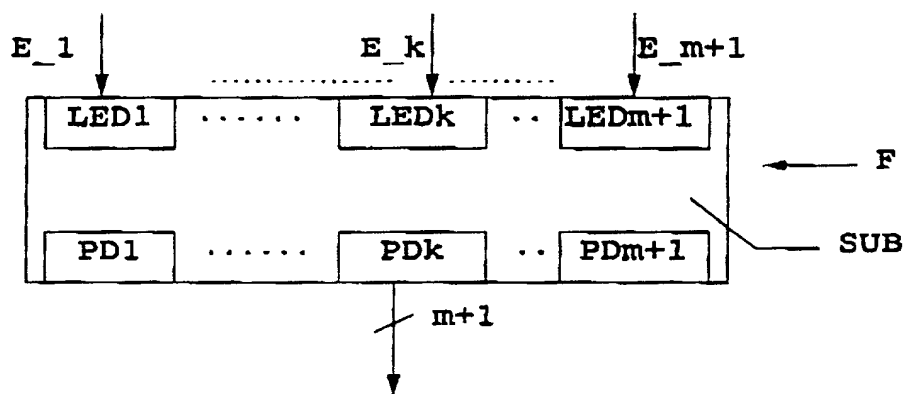 E_1 E_k E_m+1
LED1 ...... LEDk .. LEDm+1
F
SUB
PD1 ...... PDk .. PDm+1
m+1